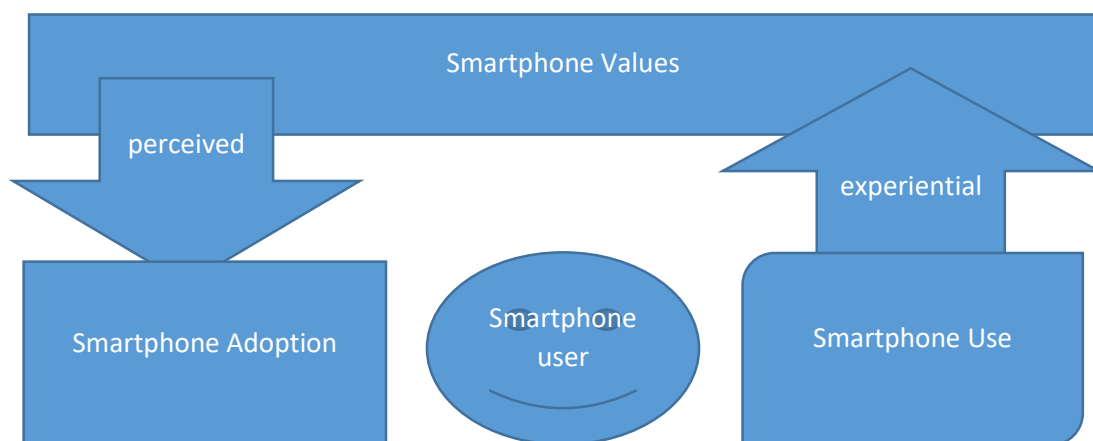 Smartphone Values
perceived
experiential
Smartphone Adoption
Smartphone
user
Smartphone Use